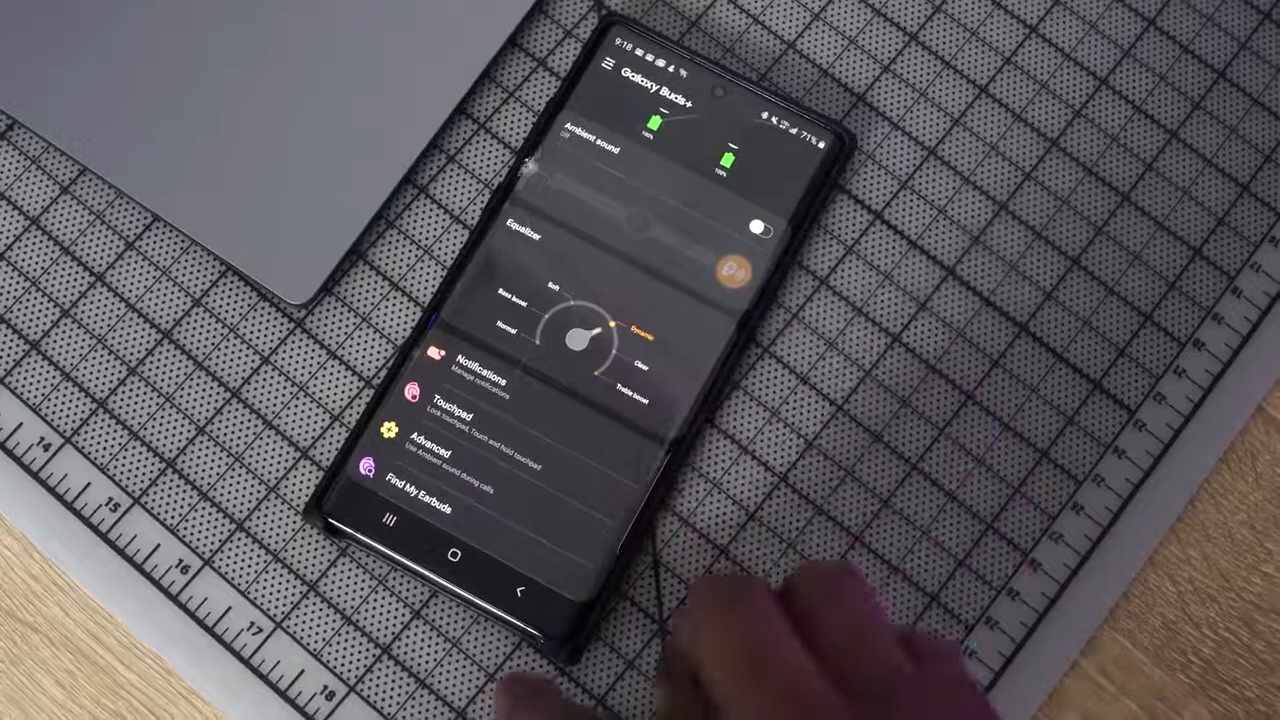 9:18
71%
Galaxy Buds+
100%
100%
Ambient sound
Off
Equalizer
Soft
Bass boost
Dynamic
Normal
Clear
Treble boost
Notifications
Manage notifications
Touchpad
Lock touchpad, Touch and hold touchpad
Advanced
Use Ambient sound during calls
Find My Earbuds
14
15
16
17
18